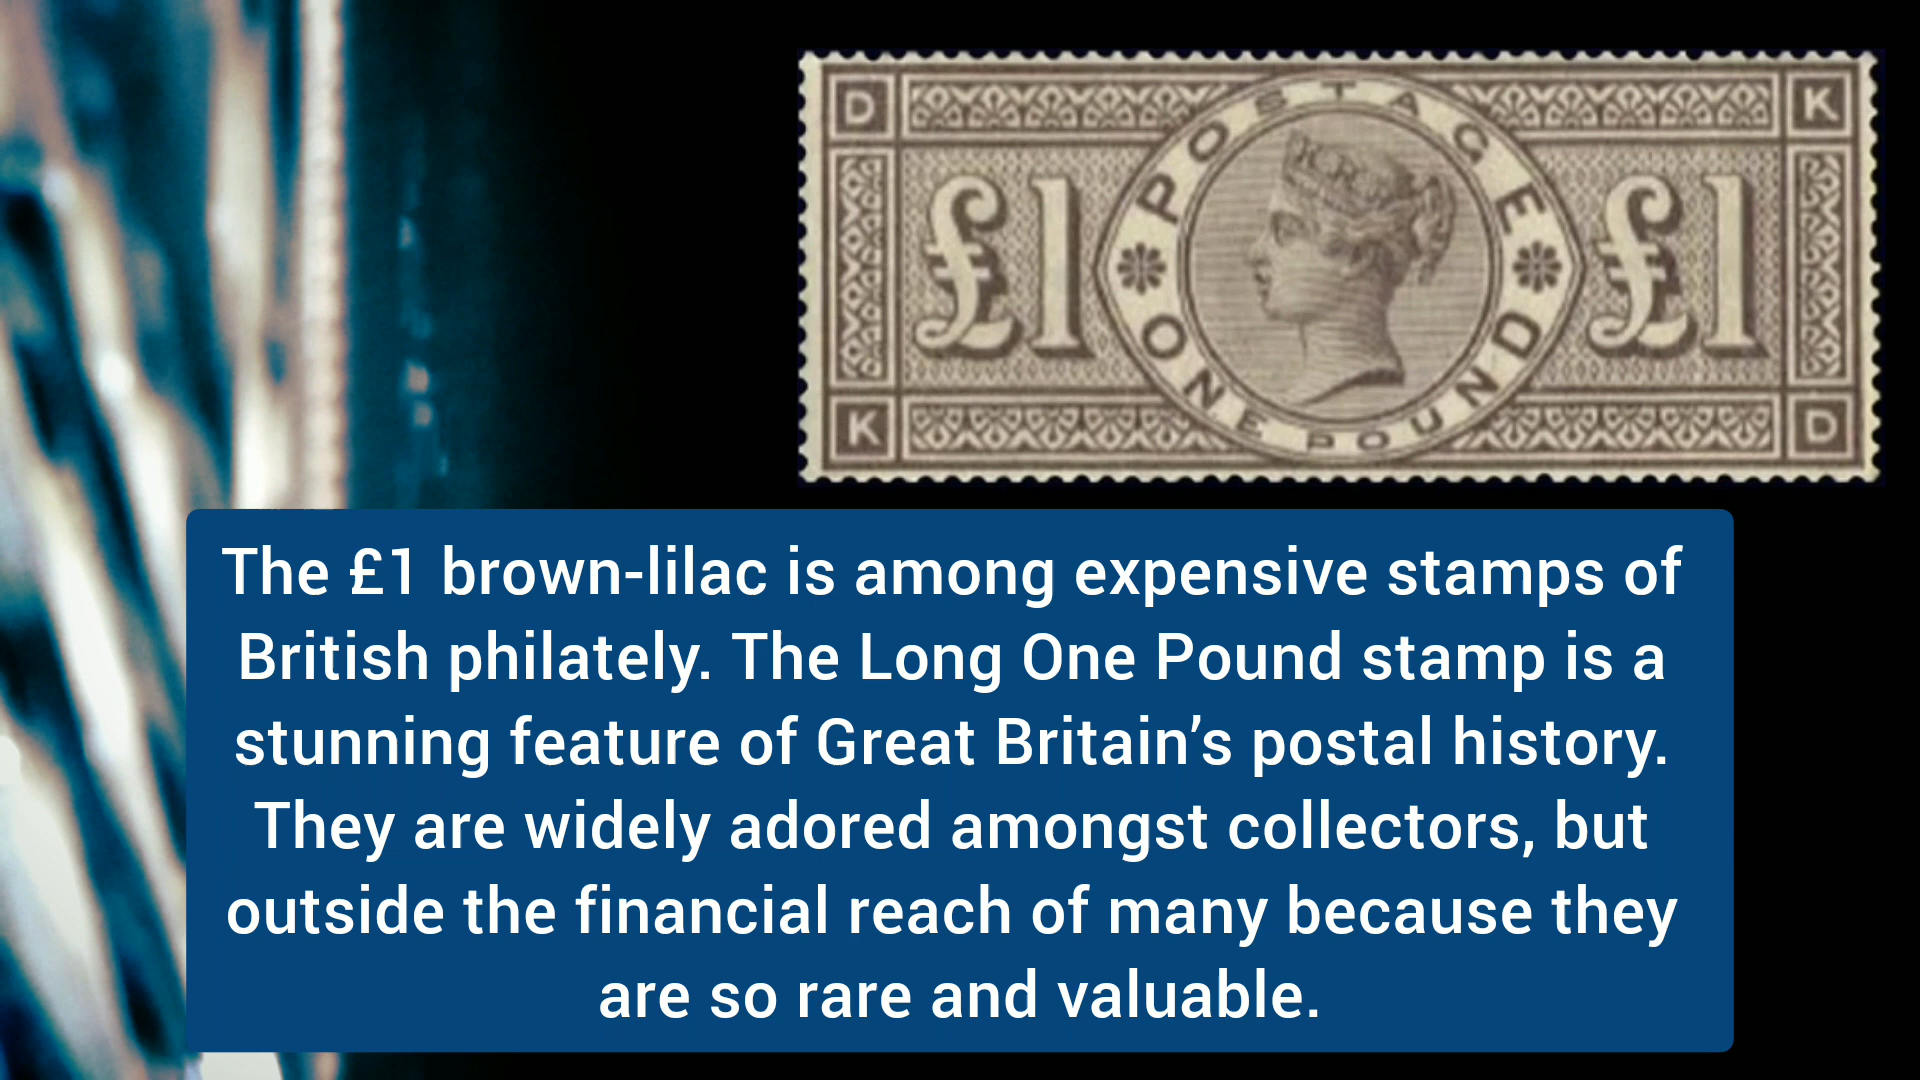 D
K
POSTAGE
£1
£1
ONE POUND
K
D
The £1 brown-lilac is among expensive stamps of
British philately. The Long One Pound stamp is a
stunning feature of Great Britain’s postal history.
They are widely adored amongst collectors, but
outside the financial reach of many because they
are so rare and valuable.